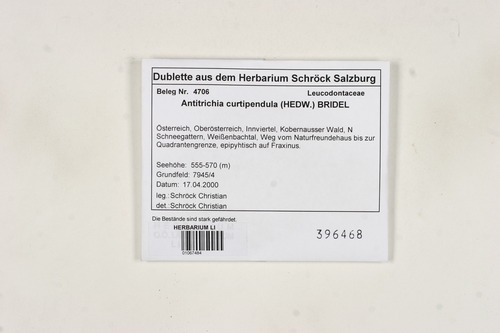 Dublette aus dem Herbarium Schröck Salzburg
Beleg Nr. 4706 Leucodontaceae
Antitrichia curtipendula (HEDW.) BRIDEL
Österreich, Oberösterreich, Innviertel, Kobernausser Wald, N
Schneegattern, Weißenbachtal, Weg vom Naturfreundehaus bis zur
Quadrantengrenze, epipyhtisch auf Fraxinus.
Seehöhe: 555-570 (m)
Grundfeld: 7945/4
Datum: 17.04.2000
leg.: Schröck Christian
det.: Schröck Christian
Die Bestände sind stark gefährdet.
HERBARIUM LI
01067484
396468